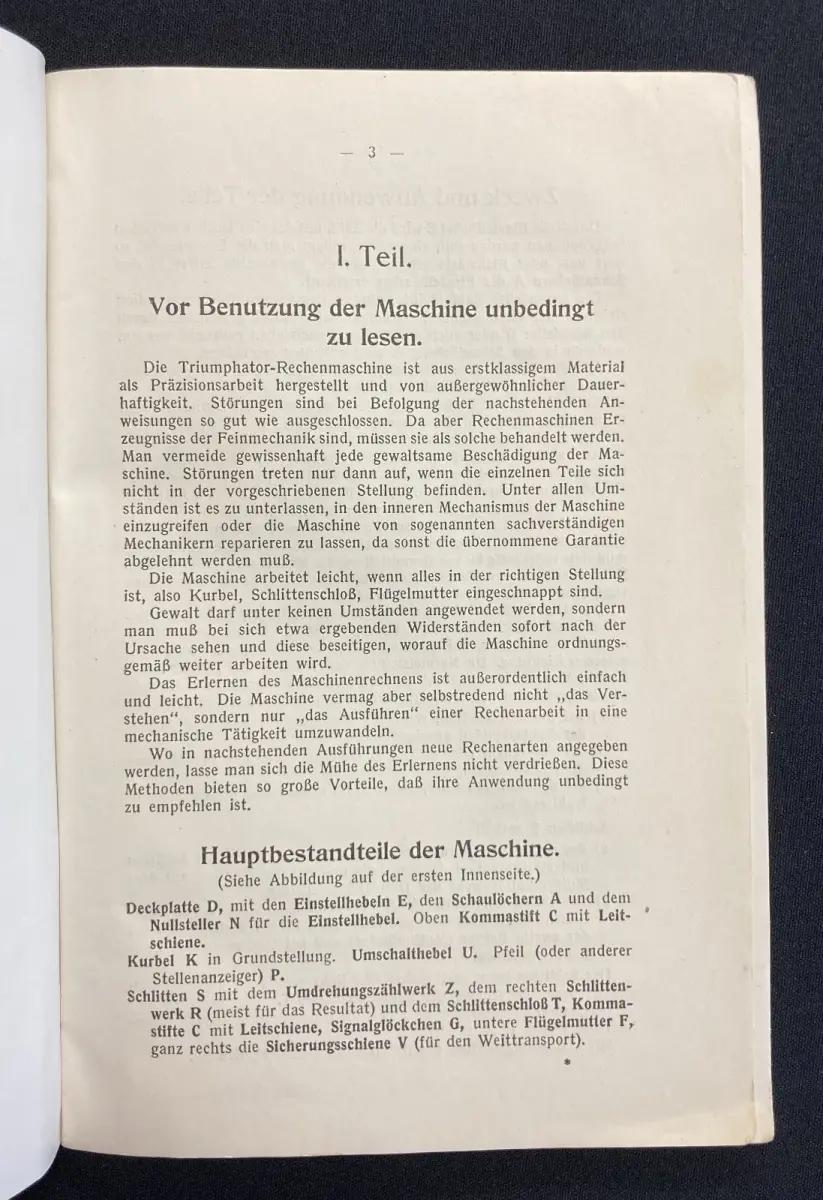 — 3 —
I. Teil.
Vor Benutzung der Maschine unbedingt
zu lesen.
Die Triumphator-Rechenmaschine ist aus erstklassigem Material
als Präzisionsarbeit hergestellt und von außergewöhnlicher Dauer-
haftigkeit. Störungen sind bei Befolgung der nachstehenden An-
weisungen so gut wie ausgeschlossen. Da aber Rechenmaschinen Er-
zeugnisse der Feinmechanik sind, müssen sie als solche behandelt werden.
Man vermeide gewissenhaft jede gewaltsame Beschädigung der Ma-
schine. Störungen treten nur dann auf, wenn die einzelnen Teile sich
nicht in der vorgeschriebenen Stellung befinden. Unter allen Um-
ständen ist es zu unterlassen, in den inneren Mechanismus der Maschine
einzugreifen oder die Maschine von sogenannten sachverständigen
Mechanikern reparieren zu lassen, da sonst die übernommene Garantie
abgelehnt werden muß.
Die Maschine arbeitet leicht, wenn alles in der richtigen Stellung
ist, also Kurbel, Schlittenschloß, Flügelmutter eingeschnappt sind.
Gewalt darf unter keinen Umständen angewendet werden, sondern
man muß bei sich etwa ergebenden Widerständen sofort nach der
Ursache sehen und diese beseitigen, worauf die Maschine ordnungs-
gemäß weiter arbeiten wird.
Das Erlernen des Maschinenrechnens ist außerordentlich einfach
und leicht. Die Maschine vermag aber selbstredend nicht „das Ver-
stehen“, sondern nur „das Ausführen“ einer Rechenarbeit in eine
mechanische Tätigkeit umzuwandeln.
Wo in nachstehenden Ausführungen neue Rechenarten angegeben
werden, lasse man sich die Mühe des Erlernens nicht verdrießen. Diese
Methoden bieten so große Vorteile, daß ihre Anwendung unbedingt
zu empfehlen ist.
Hauptbestandteile der Maschine.
(Siehe Abbildung auf der ersten Innenseite.)
Deckplatte D, mit den Einstellhebeln E, den Schaulöchern A und dem
Nullsteller N für die Einstellhebel. Oben Kommastift C mit Leit-
schiene.
Kurbel K in Grundstellung. Umschalthebel U. Pfeil (oder anderer
Stellenanzeiger) P.
Schlitten S mit dem Umdrehungszählwerk Z, dem rechten Schlitten-
werk R (meist für das Resultat) und dem Schlittenschloß T, Komma-
stifte C mit Leitschiene, Signalglöckchen G, untere Flügelmutter F,
ganz rechts die Sicherungsschiene V (für den Weittransport).
*